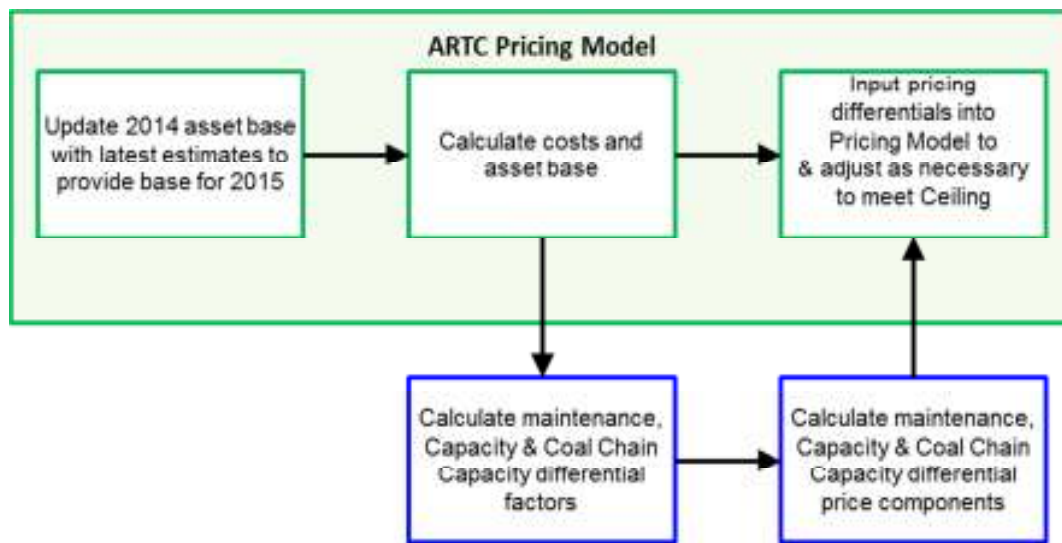 ARTC Pricing Model
Update 2014 asset base
with latest estimates to
provide base for 2015
Calculate costs and
asset base
Input pricing
differentials into
Pricing Model to
& adjust as necessary
to meet Ceiling
Calculate maintenance,
Capacity & Coal Chain
Capacity differential
factors
Calculate maintenance,
Capacity & Coal Chain
Capacity differential
price components